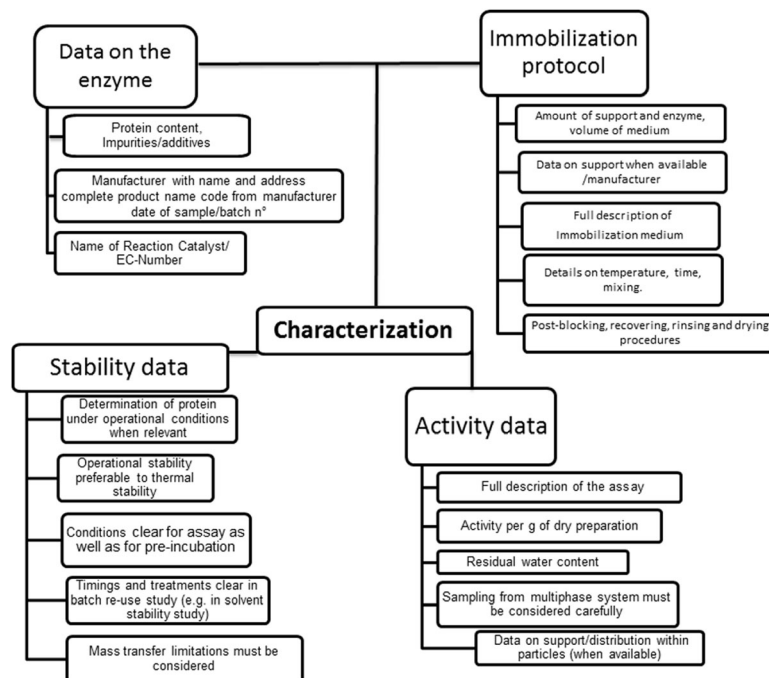 Data on the
enzyme
Protein content,
Impurities/additives
Manufacturer with name and address
complete product name code from manufacturer
date of sample/batch n°
Name of Reaction Catalyst/
EC-Number
Immobilization
protocol
Amount of support and enzyme,
volume of medium
Data on support when available
/manufacturer
Full description of
Immobilization medium
Details on temperature, time,
mixing.
Post-blocking, recovering, rinsing and drying
procedures
Characterization
Stability data
Determination of protein
under operational conditions
when relevant
Operational stability
preferable to thermal
stability
Conditions clear for assay as
well as for pre-incubation
Timings and treatments clear in
batch re-use study (e.g. in solvent
stability study)
Mass transfer limitations must be
considered
Activity data
Full description of the assay
Activity per g of dry preparation
Residual water content
Sampling from multiphase system must
be considered carefully
Data on support/distribution within
particles (when available)